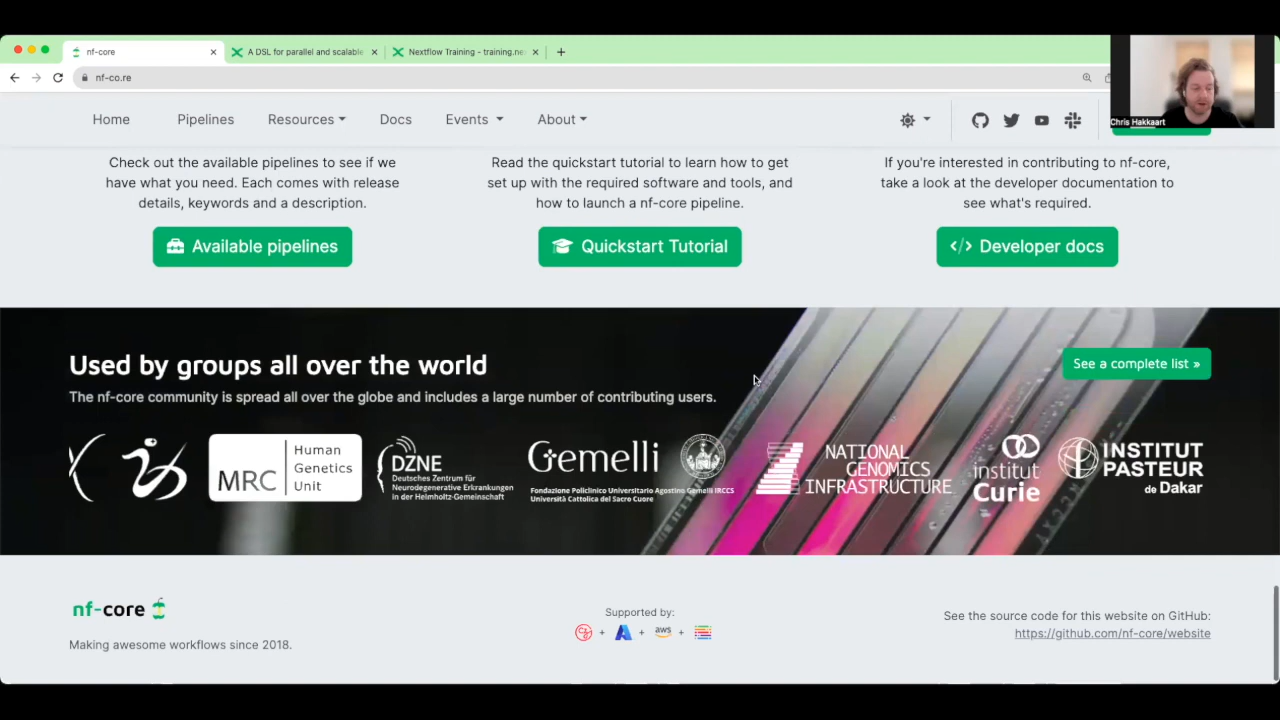 nf-core
A DSL for parallel and scalable
Nextflow Training - training.ne
nf-co.re
Chris Hakkaart
Home
Pipelines
Resources
Docs
Events
About
Check out the available pipelines to see if we
have what you need. Each comes with release
details, keywords and a description.
Available pipelines
Read the quickstart tutorial to learn how to get
set up with the required software and tools, and
how to launch a nf-core pipeline.
Quickstart Tutorial
If you're interested in contributing to nf-core,
take a look at the developer documentation to
see what's required.
</> Developer docs
Used by groups all over the world
See a complete list »
The nf-core community is spread all over the globe and includes a large number of contributing users.
MRC
Human
Genetics
Unit
DZNE
Deutsches Zentrum für
Neurodegenerative Erkrankungen
in der Helmholtz-Gemeinschaft
Gemelli
Fondazione Policlinico Universitario Agostino Gemelli IRCCS
Università Cattolica del Sacro Cuore
NATIONAL
GENOMICS
INFRASTRUCTURE
institut
Curie
INSTITUT
PASTEUR
de Dakar
nf-core
Making awesome workflows since 2018.
Supported by:
+ + aws +
See the source code for this website on GitHub:
https://github.com/nf-core/website